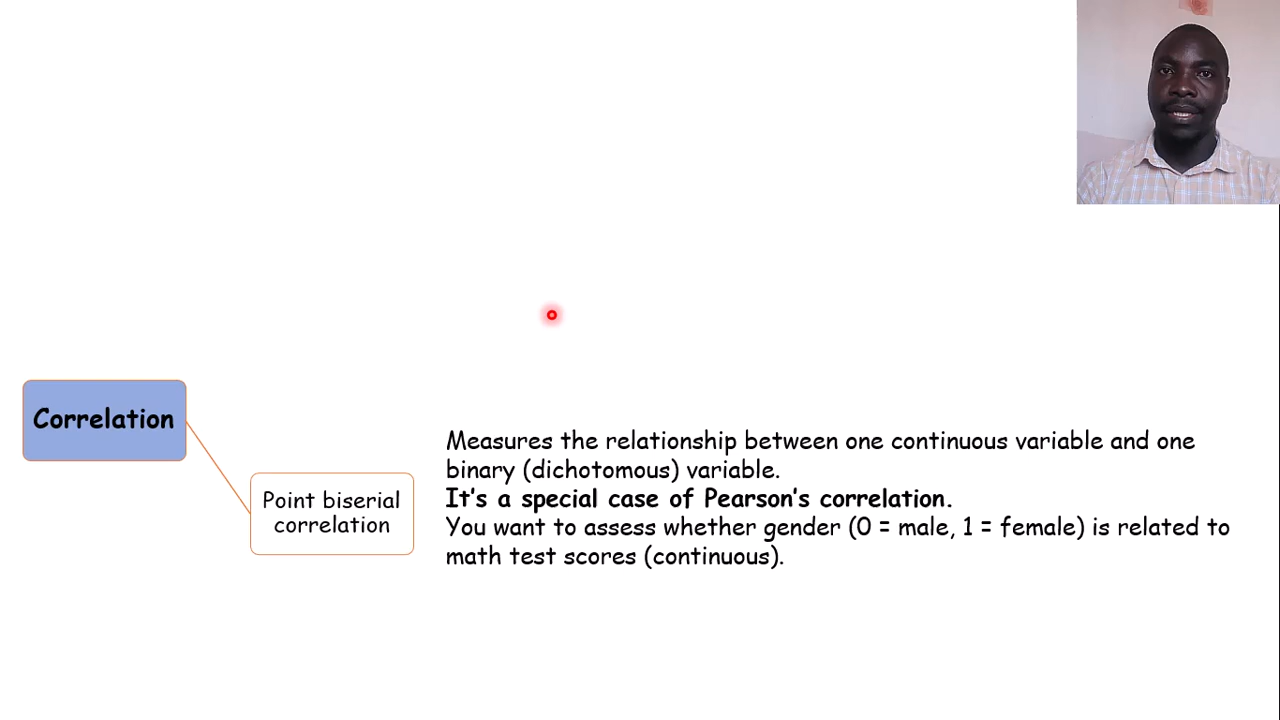 Correlation
Point biserial
correlation
Measures the relationship between one continuous variable and one
binary (dichotomous) variable.
It's a special case of Pearson's correlation.
You want to assess whether gender (0 = male, 1 = female) is related to
math test scores (continuous).